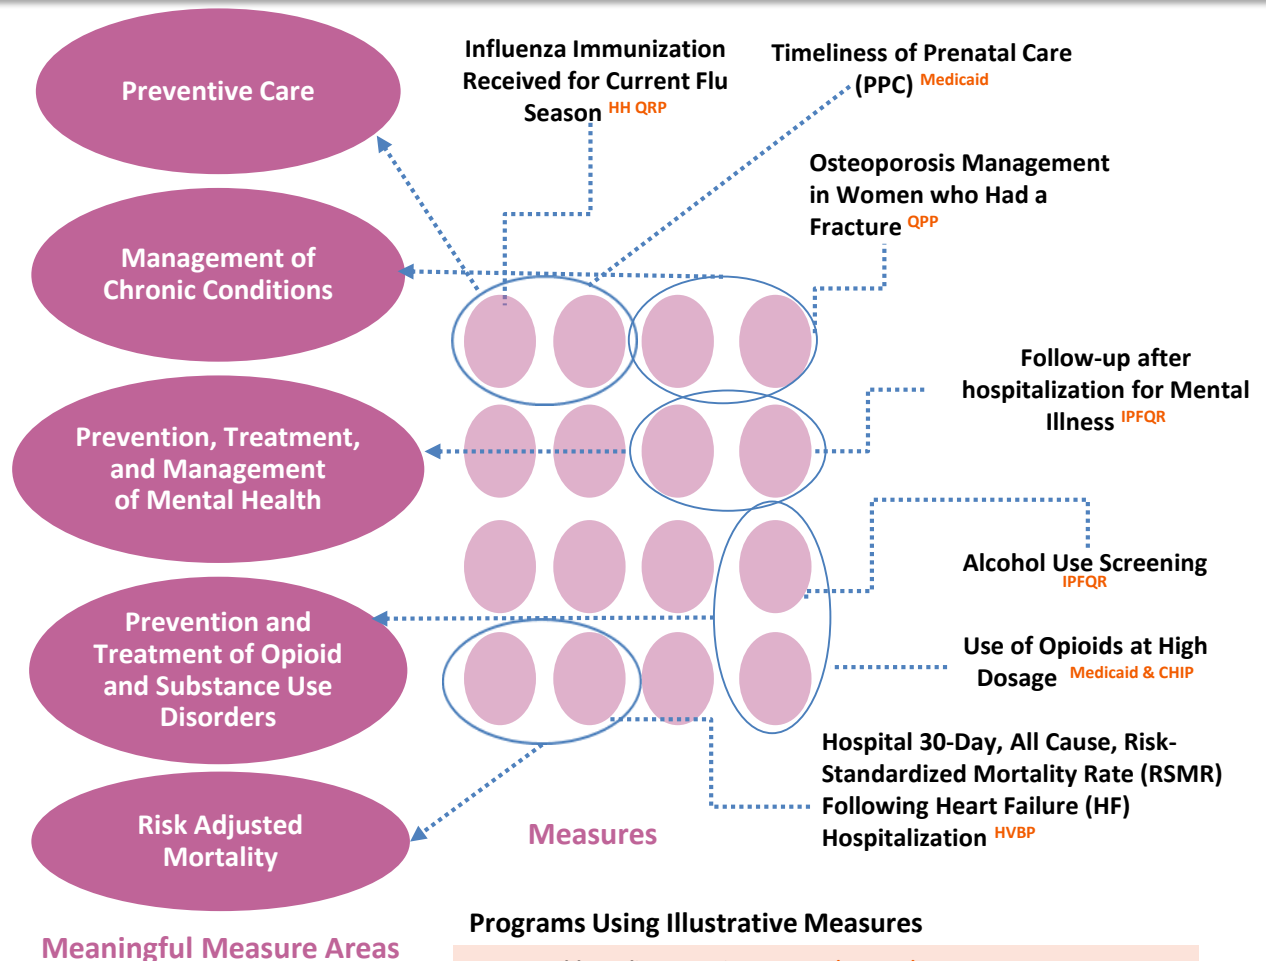 Preventive Care
Management of
Chronic Conditions
Prevention, Treatment,
and Management
of Mental Health
Prevention and
Treatment of Opioid
and Substance Use
Disorders
Risk Adjusted
Mortality
Meaningful Measure Areas
Influenza Immunization
Received for Current Flu
Season HH QRP
Timeliness of Prenatal Care
(PPC) Medicaid
Osteoporosis Management
in Women who Had a
Fracture QPP
Follow-up after
hospitalization for Mental
Illness IPFQR
Alcohol Use Screening
IPFQR
Use of Opioids at High
Dosage Medicaid & CHIP
Hospital 30-Day, All Cause, Risk-
Standardized Mortality Rate (RSMR)
Following Heart Failure (HF)
Hospitalization HVBP
Measures
Programs Using Illustrative Measures